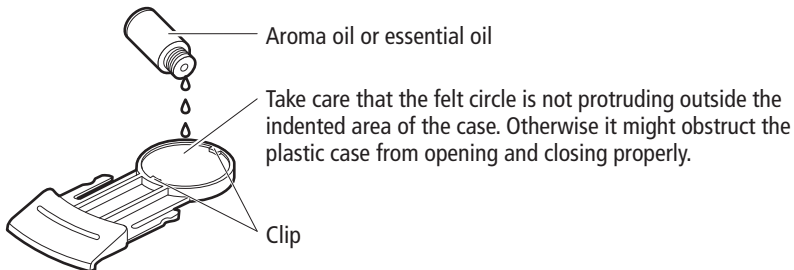 Aroma oil or essential oil
Take care that the felt circle is not protruding outside the
indented area of the case. Otherwise it might obstruct the
plastic case from opening and closing properly.
Clip